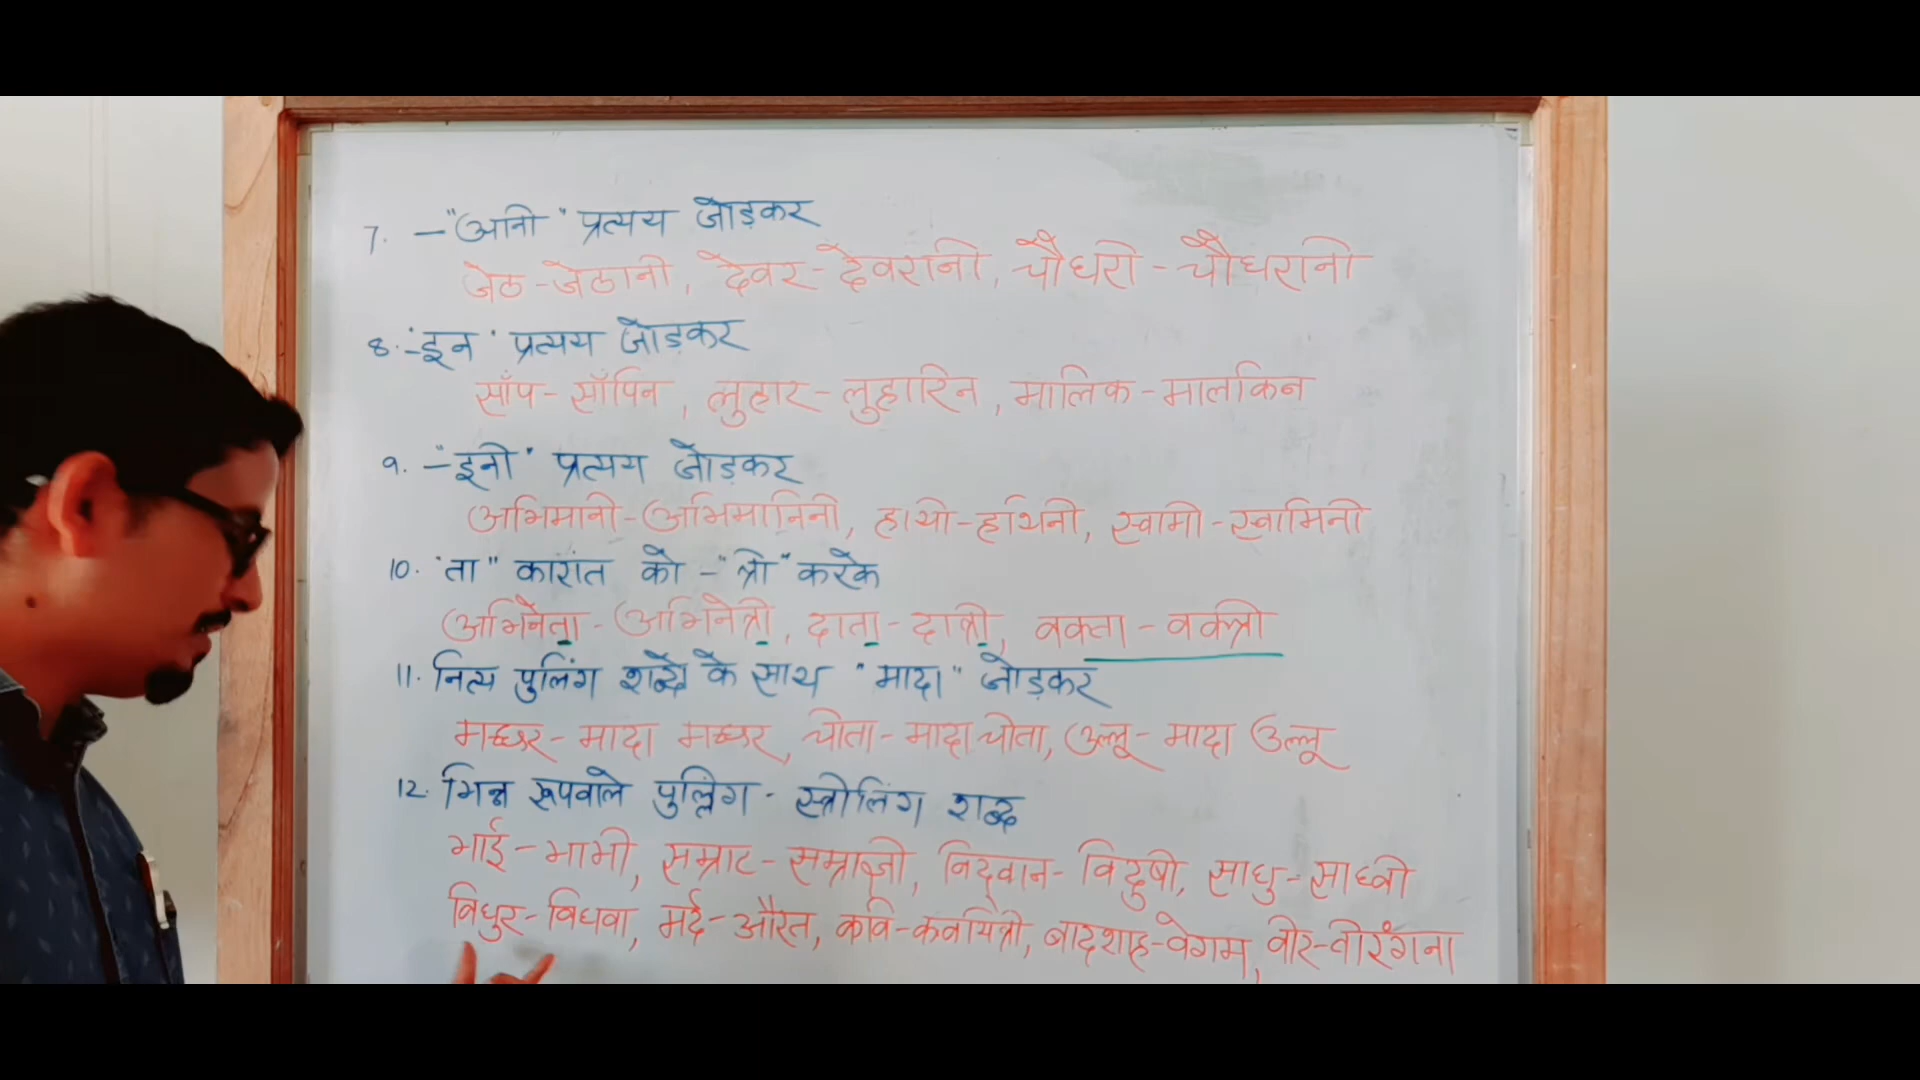 7. - "आनी" प्रत्यय जोड़कर
जेठ-जेठानी, देवर-देवरानी, चौधरी-चौधरानी
8. - "इन" प्रत्यय जोड़कर
साँप-साँपिन, लुहार-लुहारिन, मालिक-मालकिन
9. - "इनी" प्रत्यय जोड़कर
अभिमानी-अभिमानिनी, हाथी-हथिनी, स्वामी-स्वामिनी
10. "ता" कारांत को - "त्री" करके
अभिनेता-अभिनेत्री, दाता-दात्री, वक्ता-वक्त्री
11. नित्य पुलिंग शब्दों के साथ "मादा" जोड़कर
मच्छर-मादा मच्छर, चीता-मादा चीता, उल्लू-मादा उल्लू
12. भिन्न रूपवाले पुल्लिंग-स्त्रीलिंग शब्द
भाई-भाभी, सम्राट-सम्राज्ञी, विद्वान-विदुषी, साधु-साध्वी
विधुर-विधवा, मर्द-औरत, कवि-कवयित्री, बादशाह-बेगम, वीर-वीरांगना